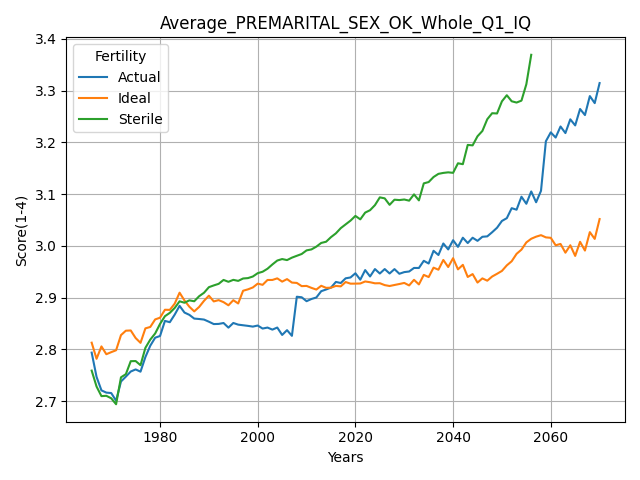 Average_PREMARITAL_SEX_OK_Whole_Q1_IQ
Fertility
Actual
Ideal
Sterile
Score(1-4)
3.4
3.3
3.2
3.1
3.0
2.9
2.8
2.7
1980 2000 2020 2040 2060
Years